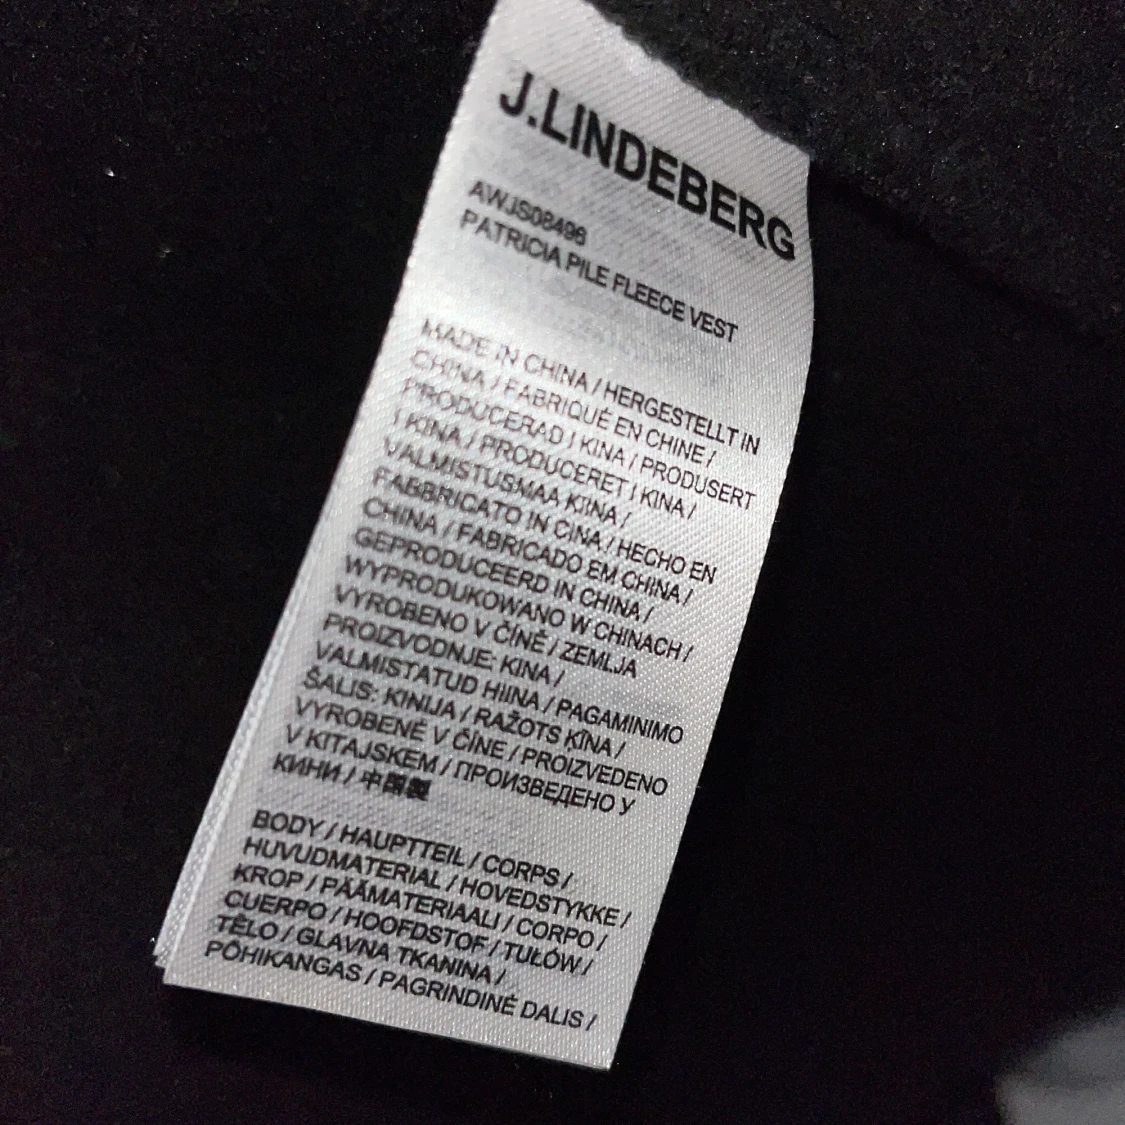 J.LINDEBERG
AWJS08496
PATRICIA PILE FLEECE VEST
MADE IN CHINA / HERGESTELLT IN
CHINA / FABRIQUÉ EN CHINE /
PRODUCERAD I KINA / PRODUSERT
I KINA / PRODUCERET I KINA /
VALMISTUSMAA KIINA /
FABBRICATO IN CINA / HECHO EN
CHINA / FABRICADO EM CHINA /
GEPRODUCEERD IN CHINA /
WYPRODUKOWANO W CHINACH /
VYROBENO V ČÍNĚ / ZEMLJA
PROIZVODNJE: KINA /
VALMISTATUD HIINA / PAGAMINIMO
ŠALIS: KINIJA / RAŽOTS ĶĪNA /
VYROBENÉ V ČÍNE / PROIZVEDENO
V KITAJSKEM / ПРОИЗВЕДЕНО У
КИНИ / 中國製
BODY / HAUPTTEIL / CORPS /
HUVUDMATERIAL / HOVEDSTYKKE /
KROP / PÄÄMATERIAALI / CORPO /
CUERPO / HOOFDSTOF / TUŁÓW /
TĚLO / GLAVNA TKANINA /
PÕHIKANGAS / PAGRINDINĖ DALIS /